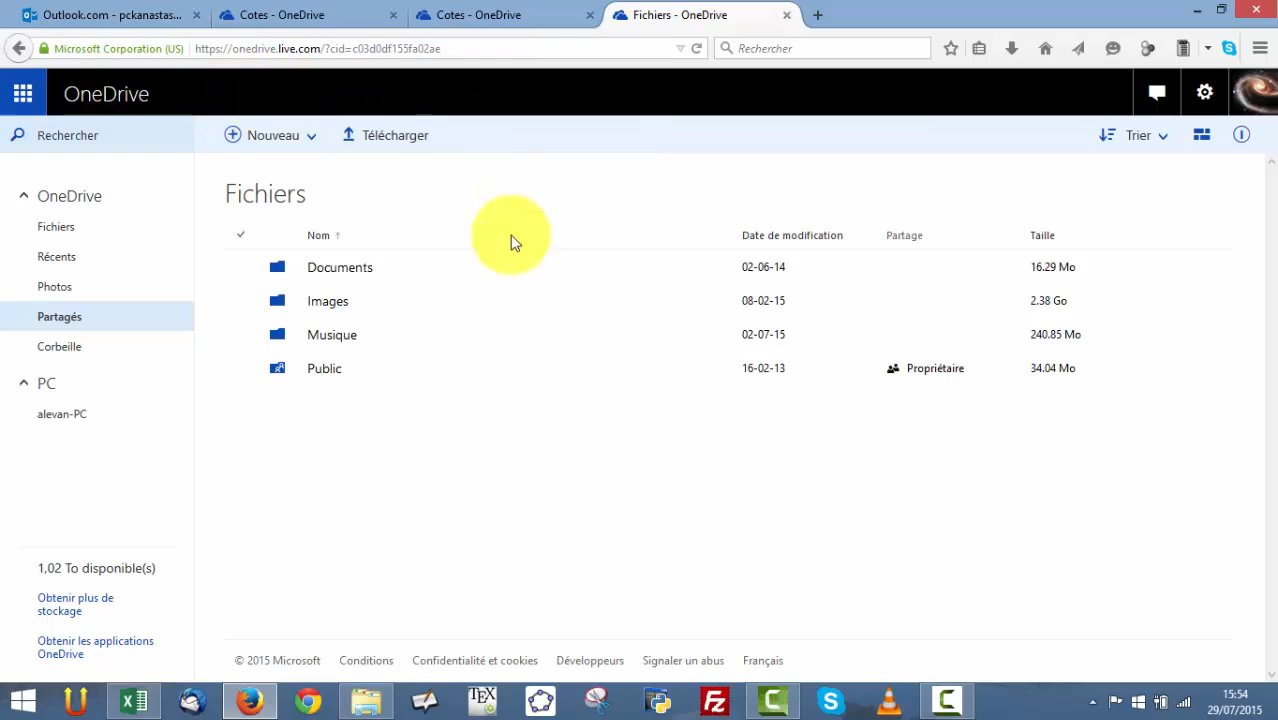 Outlook.com - pckanastas...
Cotes - OneDrive
Cotes - OneDrive
Fichiers - OneDrive
Microsoft Corporation (US)
https://onedrive.live.com/?cid=c03d0df155fa02ae
Rechercher
OneDrive
Rechercher
Nouveau
Télécharger
Trier
OneDrive
Fichiers
Récents
Photos
Partagés
Corbeille
PC
alevan-PC
Fichiers
Nom Date de modification Partage Taille
Documents 02-06-14 16.29 Mo
Images 08-02-15 2.38 Go
Musique 02-07-15 240.85 Mo
Public 16-02-13 Propriétaire 34.04 Mo
1,02 To disponible(s)
Obtenir plus de
stockage
Obtenir les applications
OneDrive
© 2015 Microsoft Conditions Confidentialité et cookies Développeurs Signaler un abus Français
TEX
15:54
29/07/2015